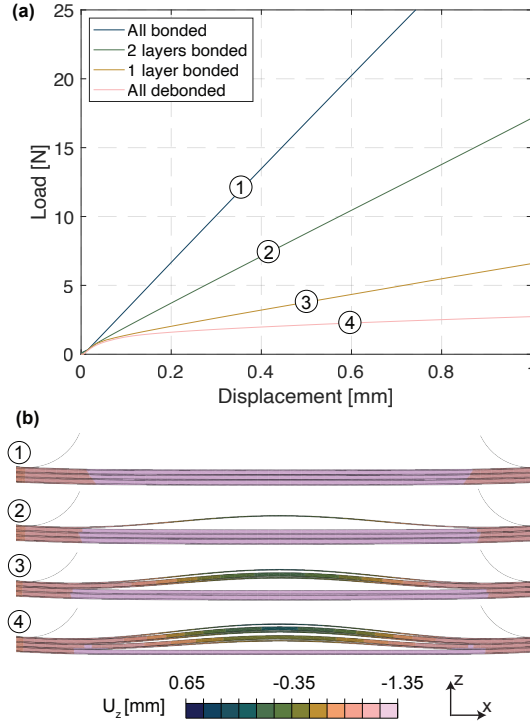 (a)
25
20
15
10
5
0
Load [N]
All bonded
2 layers bonded
1 layer bonded
All debonded
1
2
3
4
0
0.2
0.4
0.6
0.8
1
Displacement [mm]
(b)
1
2
3
4
0.65 -0.35 -1.35
Uz [mm]
z
x